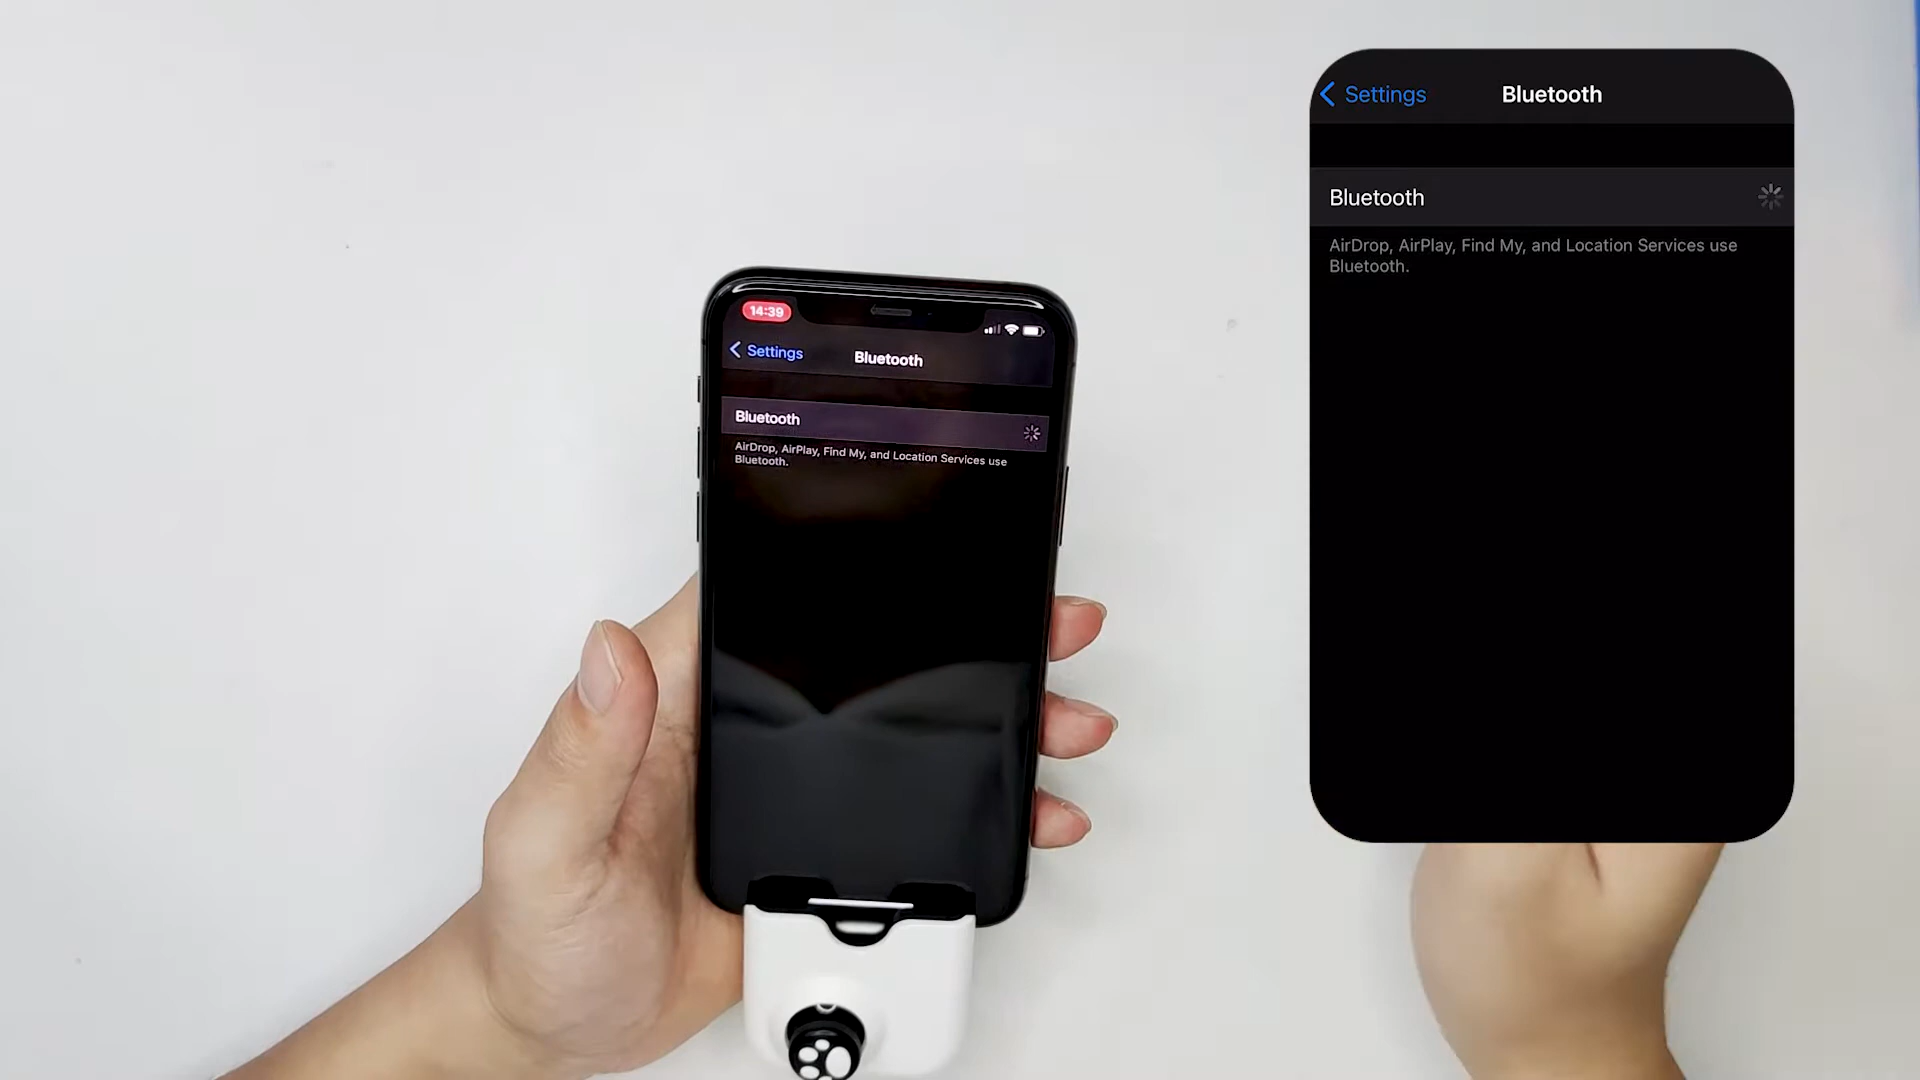 14:39
Settings
Bluetooth
Bluetooth
AirDrop, AirPlay, Find My, and Location Services use
Bluetooth.
Settings
Bluetooth
Bluetooth
AirDrop, AirPlay, Find My, and Location Services use
Bluetooth.